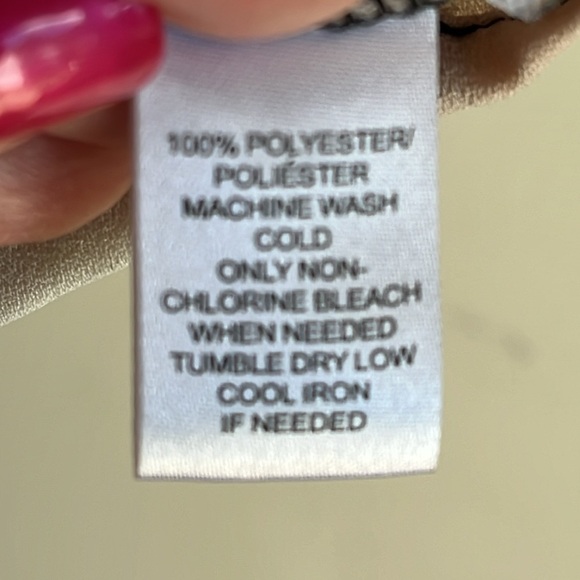 100% POLYESTER/
POLIÉSTER
MACHINE WASH
COLD
ONLY NON-
CHLORINE BLEACH
WHEN NEEDED
TUMBLE DRY LOW
COOL IRON
IF NEEDED